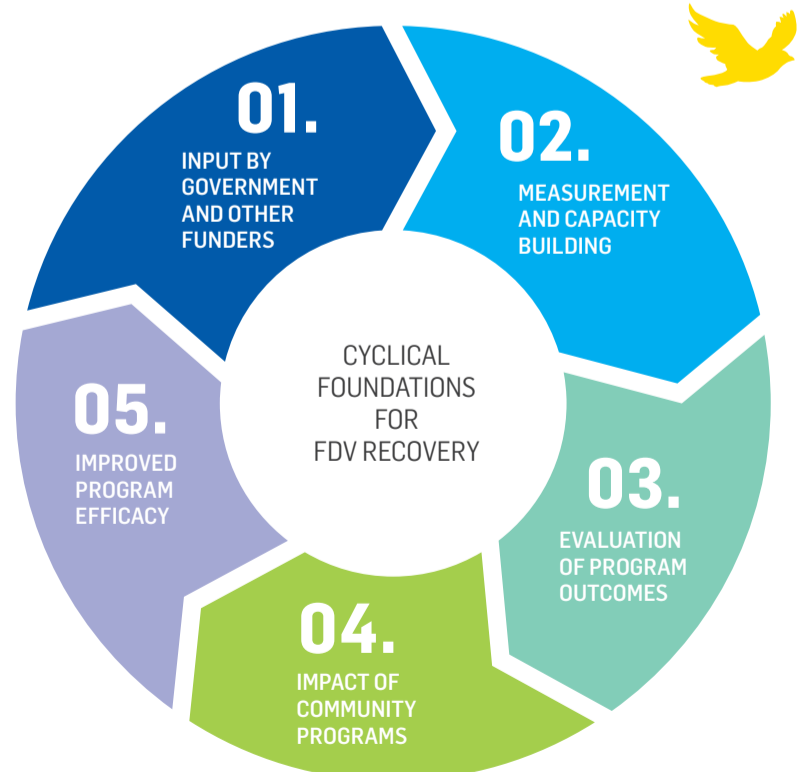 01.
INPUT BY
GOVERNMENT
AND OTHER
FUNDERS
02.
MEASUREMENT
AND CAPACITY
BUILDING
03.
EVALUATION
OF PROGRAM
OUTCOMES
04.
IMPACT OF
COMMUNITY
PROGRAMS
05.
IMPROVED
PROGRAM
EFFICACY
CYCLICAL
FOUNDATIONS
FOR
FDV RECOVERY